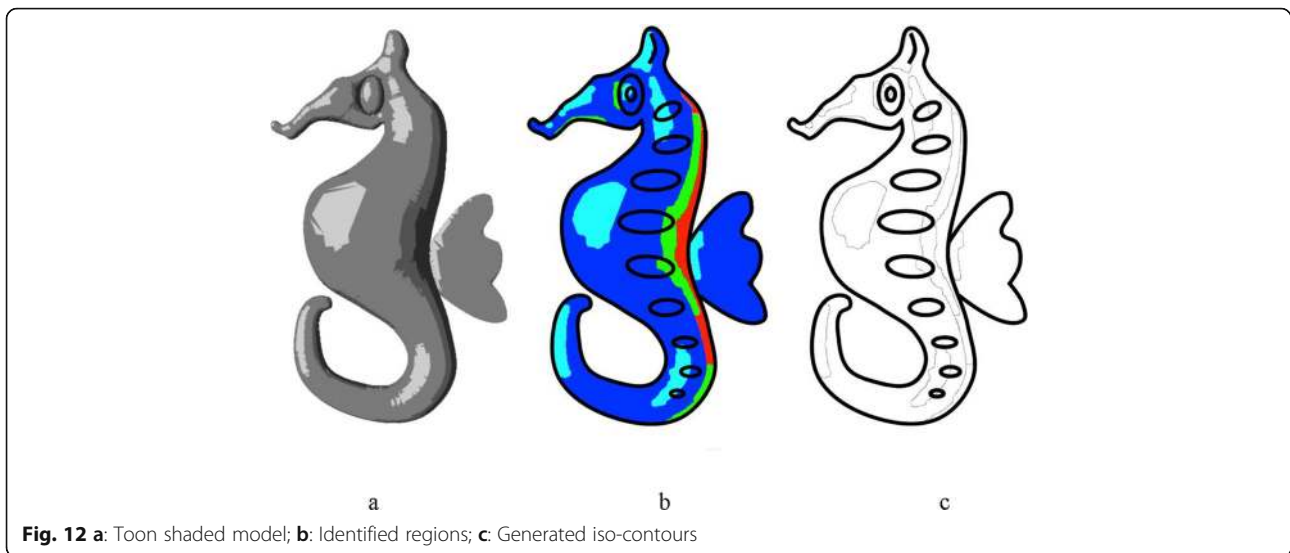 a b c
Fig. 12 a: Toon shaded model; b: Identified regions; c: Generated iso-contours